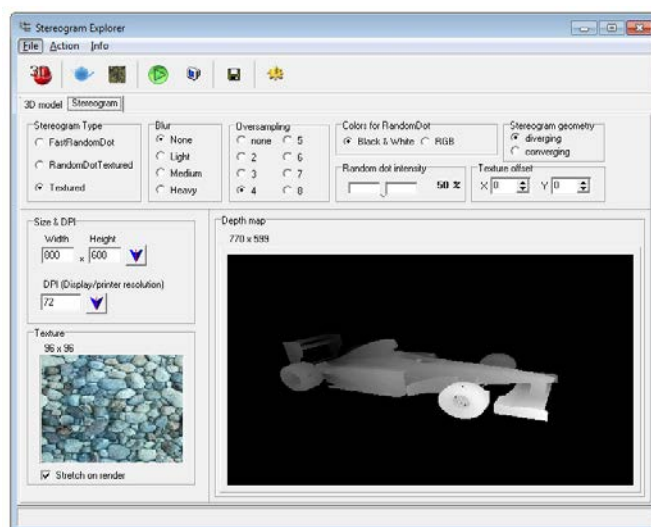 Stereogram Explorer
File Action Info
3D
3D model Stereogram
Stereogram Type
FastRandomDot
RandomDotTextured
Textured
Blur
None
Light
Medium
Heavy
Oversampling
none 5
2 6
3 7
4 8
Colors for RandomDot
Black & White RGB
Random dot intensity
50 %
Stereogram geometry
diverging
converging
Texture offset
X 0 Y 0
Size & DPI
Width Height
800 x 600
DPI (Display/printer resolution)
72
Texture
96 x 96
Stretch on render
Depth map
770 x 599